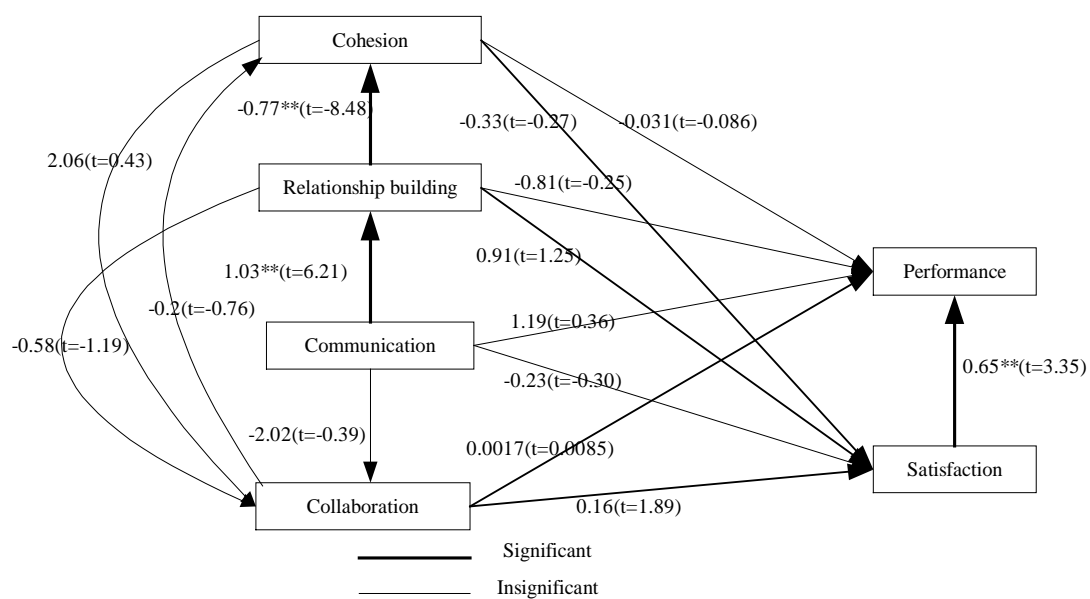 Cohesion
-0.77**(t=-8.48)
-0.33(t=-0.27)
-0.031(t=-0.086)
2.06(t=0.43)
Relationship building
-0.81(t=-0.25)
0.91(t=1.25)
1.03**(t=6.21)
Performance
-0.2(t=-0.76)
1.19(t=0.36)
-0.58(t=-1.19)
Communication
-0.23(t=-0.30)
0.65**(t=3.35)
-2.02(t=-0.39)
0.0017(t=0.0085)
Satisfaction
Collaboration
0.16(t=1.89)
Significant
Insignificant